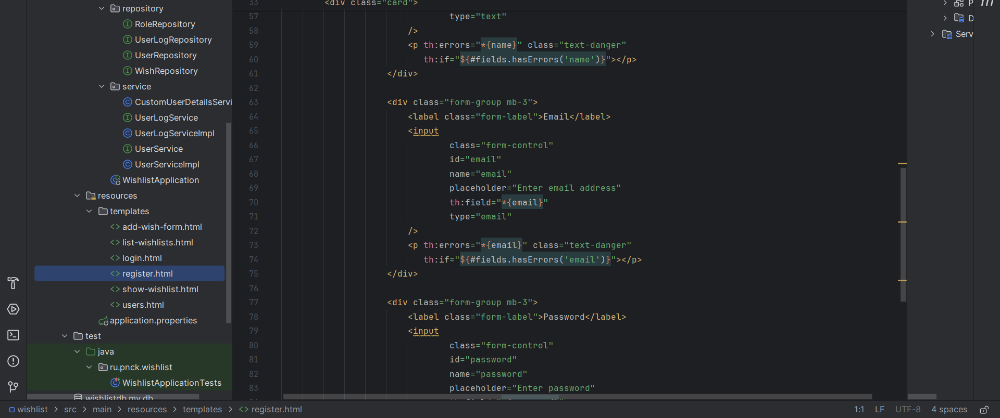 repository
RoleRepository
UserLogRepository
UserRepository
WishRepository
service
CustomUserDetailsServi
UserLogService
UserLogServiceImpl
UserService
UserServiceImpl
WishlistApplication
resources
templates
add-wish-form.html
list-wishlists.html
login.html
register.html
show-wishlist.html
users.html
application.properties
test
java
ru.pnck.wishlist
WishlistApplicationTests
wishlistdb.mv.db
33 <div class="card">
57 type="text"
58 />
59 <p th:errors="*{name}" class="text-danger"
60 th:if="${#fields.hasErrors('name')}"></p>
61 </div>
62
63 <div class="form-group mb-3">
64 <label class="form-label">Email</label>
65 <input
66 class="form-control"
67 id="email"
68 name="email"
69 placeholder="Enter email address"
70 th:field="*{email}"
71 type="email"
72 />
73 <p th:errors="*{email}" class="text-danger"
74 th:if="${#fields.hasErrors('email')}"></p>
75 </div>
76
77 <div class="form-group mb-3">
78 <label class="form-label">Password</label>
79 <input
80 class="form-control"
81 id="password"
82 name="password"
83 placeholder="Enter password"
P
D
Serv
wishlist > src > main > resources > templates > register.html
1:1 LF UTF-8 4 spaces